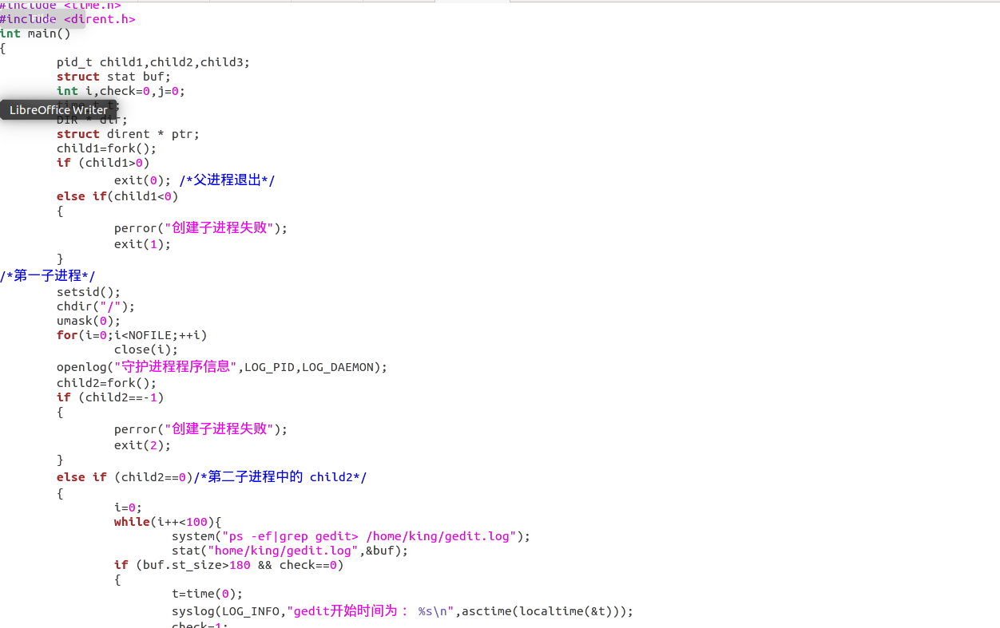 #include <time.h>
#include <dirent.h>
int main()
{
pid_t child1,child2,child3;
struct stat buf;
int i,check=0,j=0;
time_t t;
LibreOffice Writer
DIR * dir;
struct dirent * ptr;
child1=fork();
if (child1>0)
exit(0); /*父进程退出*/
else if(child1<0)
{
perror("创建子进程失败");
exit(1);
}
/*第一子进程*/
setsid();
chdir("/");
umask(0);
for(i=0;i<NOFILE;++i)
close(i);
openlog("守护进程程序信息",LOG_PID,LOG_DAEMON);
child2=fork();
if (child2==-1)
{
perror("创建子进程失败");
exit(2);
}
else if (child2==0)/*第二子进程中的 child2*/
{
i=0;
while(i++<100){
system("ps -ef|grep gedit> /home/king/gedit.log");
stat("home/king/gedit.log",&buf);
if (buf.st_size>180 && check==0)
{
t=time(0);
syslog(LOG_INFO,"gedit开始时间为： %s\n",asctime(localtime(&t)));
check=1;